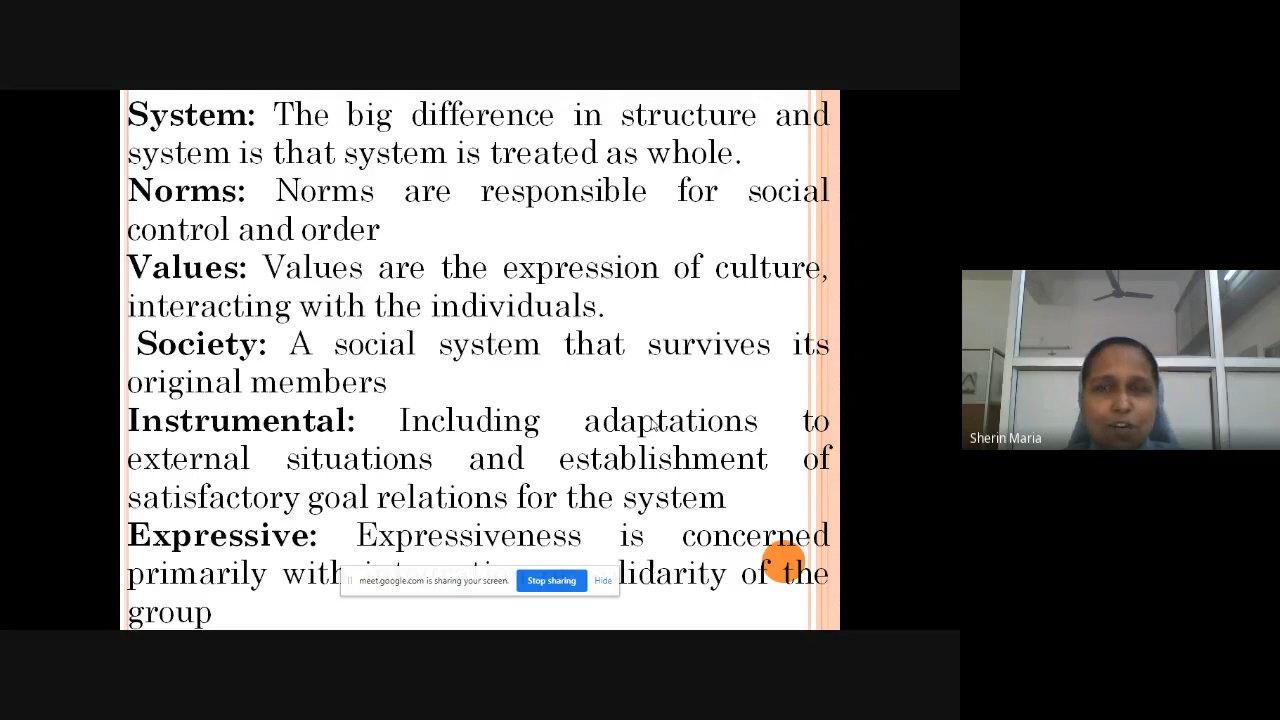 System: The big difference in structure and
system is that system is treated as whole.
Norms: Norms are responsible for social
control and order
Values: Values are the expression of culture,
interacting with the individuals.
Society: A social system that survives its
original members
Instrumental: Including adaptations to
external situations and establishment of
satisfactory goal relations for the system
Expressive: Expressiveness is concerned
primarily with lidarity of the
group
meet.google.com is sharing your screen. Stop sharing Hide
Sherin Maria